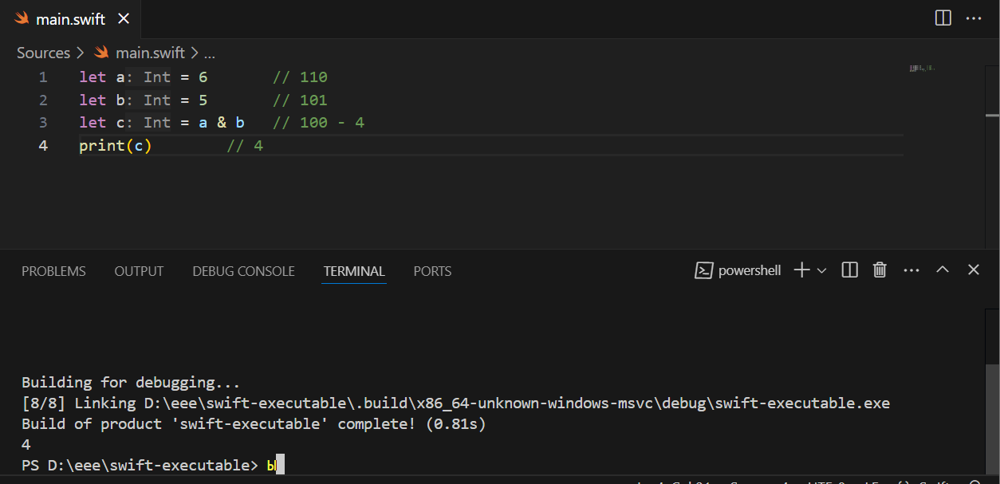 main.swift
Sources > main.swift > ...
1 let a: Int = 6 // 110
2 let b: Int = 5 // 101
3 let c: Int = a & b // 100 - 4
4 print(c) // 4
PROBLEMS OUTPUT DEBUG CONSOLE TERMINAL PORTS powershell
Building for debugging...
[8/8] Linking D:\eee\swift-executable\.build\x86_64-unknown-windows-msvc\debug\swift-executable.exe
Build of product 'swift-executable' complete! (0.81s)
4
PS D:\eee\swift-executable> ы